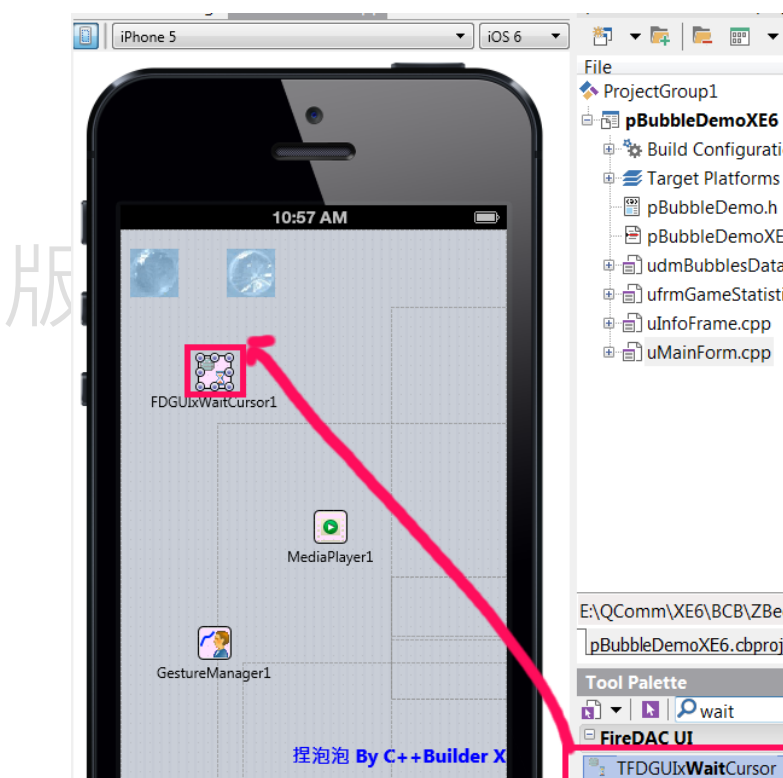 iPhone 5
iOS 6
File
ProjectGroup1
pBubbleDemoXE6
Build Configurati
Target Platforms
pBubbleDemo.h
pBubbleDemoXE
udmBubblesData
ufrmGameStatisti
uInfoFrame.cpp
uMainForm.cpp
10:57 AM
版
FDGUIxWaitCursor1
MediaPlayer1
GestureManager1
捏泡泡 By C++Builder X
E:\QComm\XE6\BCB\ZBe
pBubbleDemoXE6.cbproj
Tool Palette
wait
FireDAC UI
TFDGUIxWaitCursor